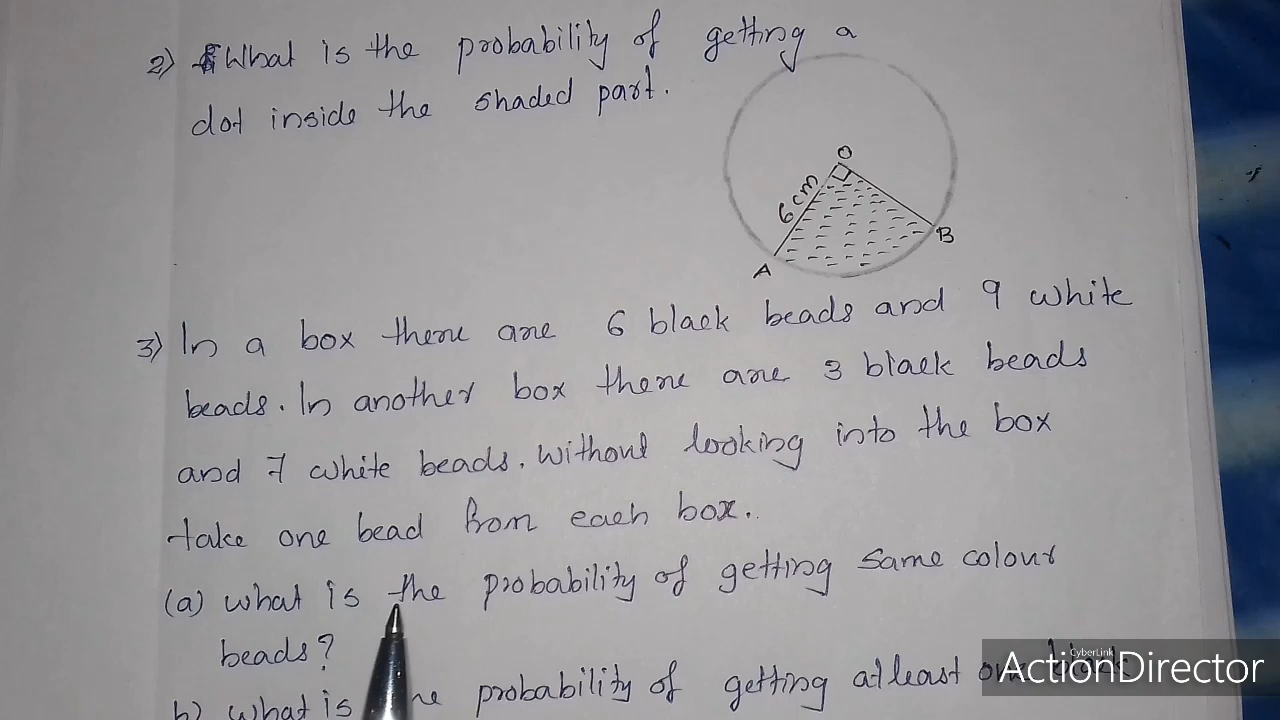 2) What is the probability of getting a
dot inside the shaded part.
O
6cm
A
B
3) In a box there are 6 black beads and 9 white
beads. In another box there are 3 black beads
and 7 white beads. Without looking into the box
take one bead from each box.
(a) What is the probability of getting same colour
beads?
b) What is the probability of getting atleast
CyberLink
ActionDirector